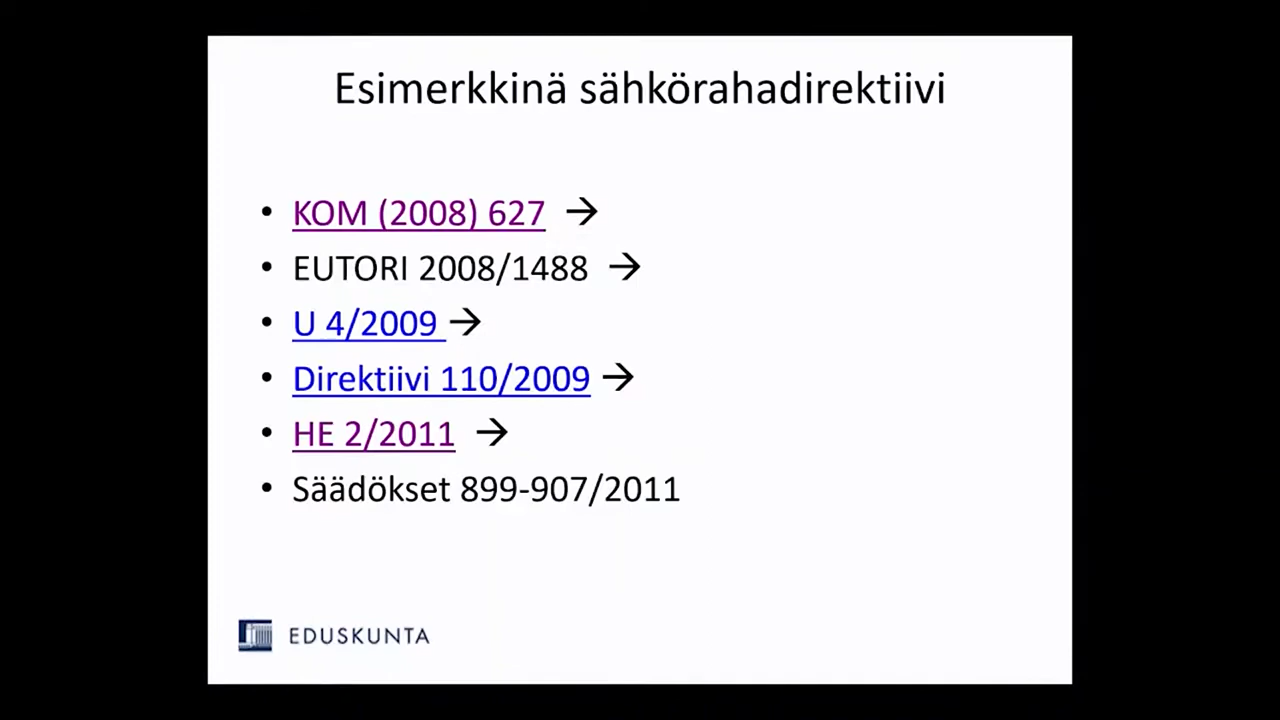 Esimerkkinä sähkörahadirektiivi
• KOM (2008) 627 →
• EUTORI 2008/1488 →
• U 4/2009 →
• Direktiivi 110/2009 →
• HE 2/2011 →
• Säädökset 899-907/2011
EDUSKUNTA